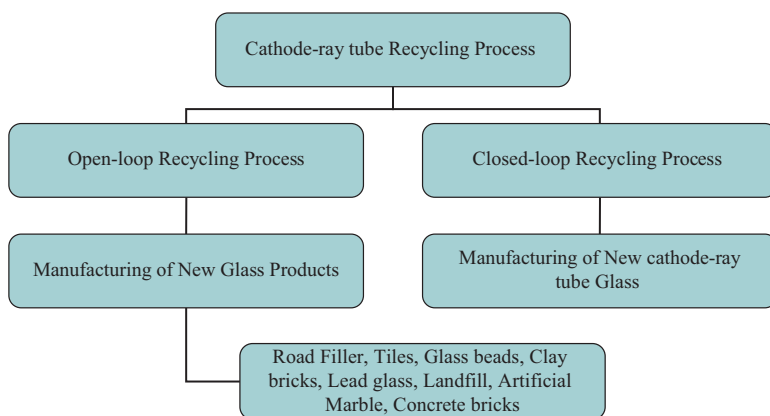 Cathode-ray tube Recycling Process
Open-loop Recycling Process
Closed-loop Recycling Process
Manufacturing of New Glass Products
Manufacturing of New cathode-ray
tube Glass
Road Filler, Tiles, Glass beads, Clay
bricks, Lead glass, Landfill, Artificial
Marble, Concrete bricks